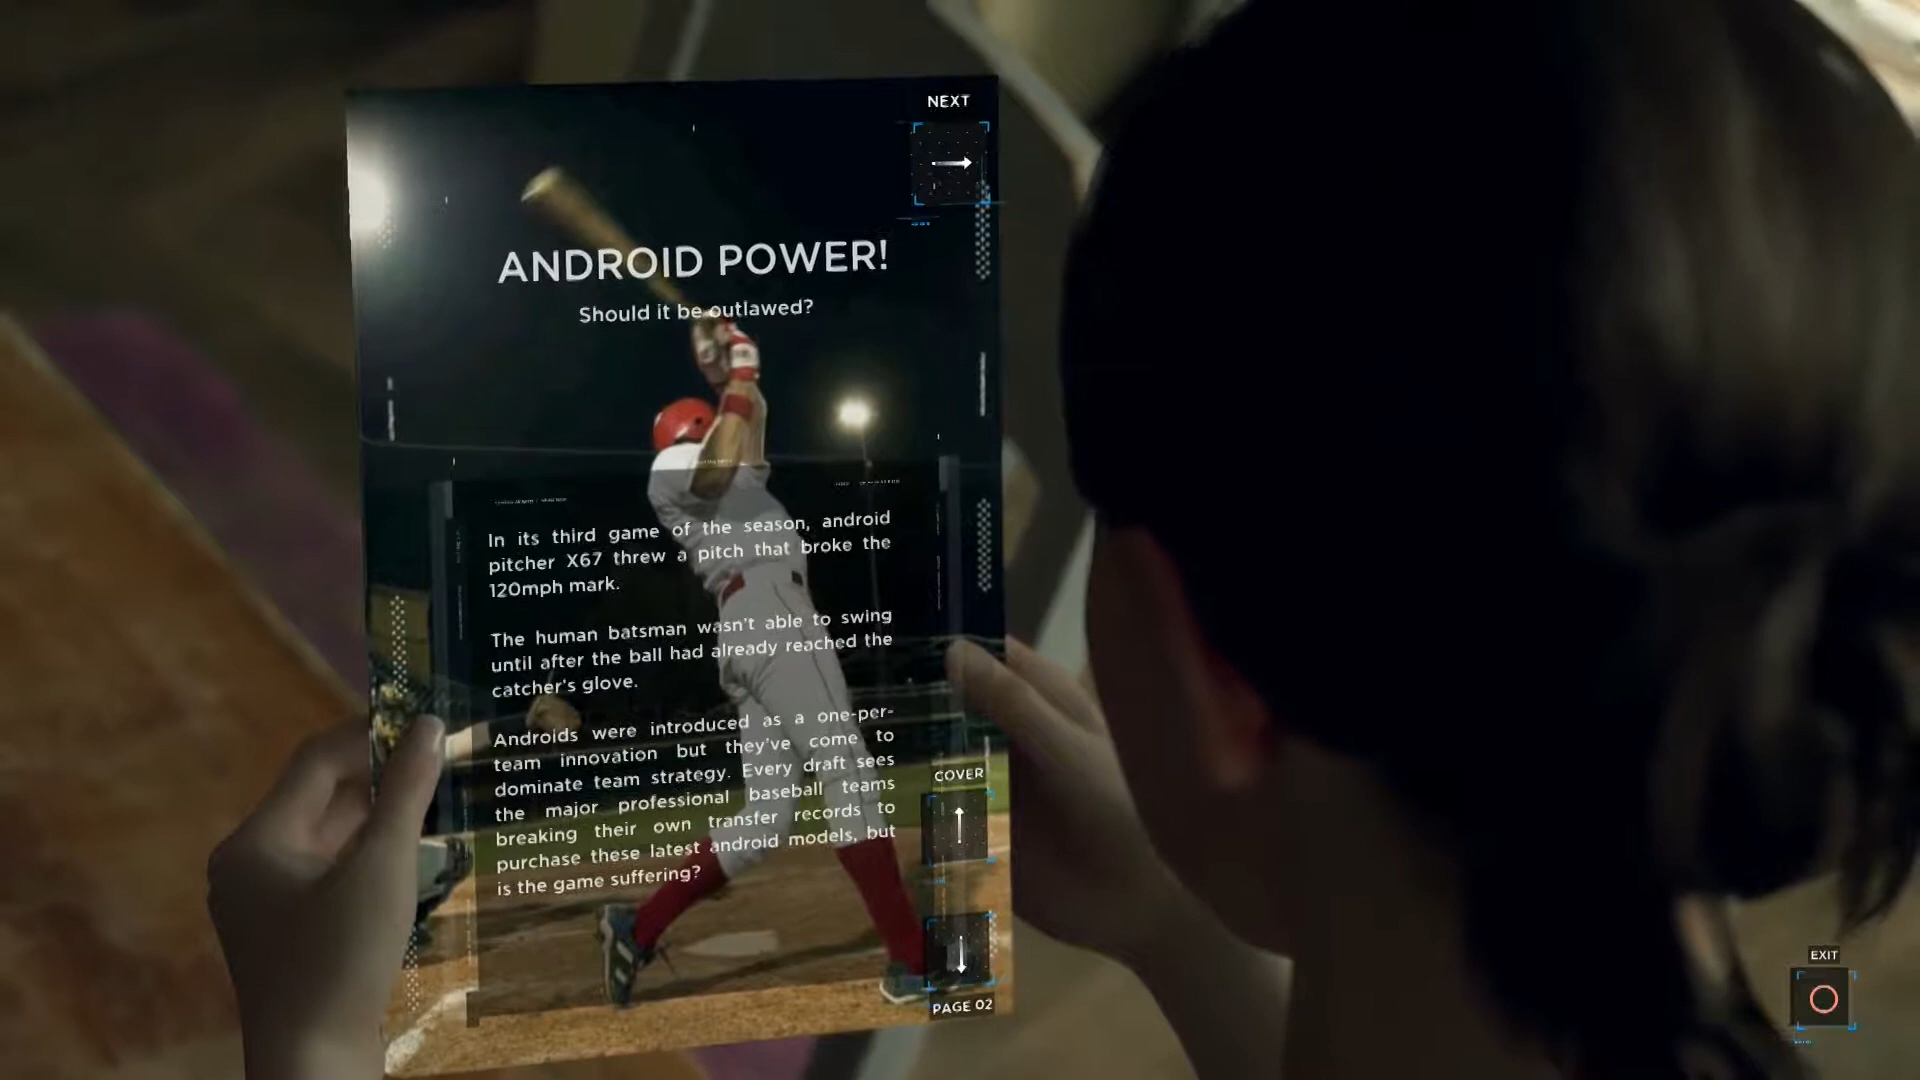 NEXT
ANDROID POWER!
Should it be outlawed?
In its third game of the season, android
pitcher X67 threw a pitch that broke the
120mph mark.
The human batsman wasn't able to swing
until after the ball had already reached the
catcher's glove.
Androids were introduced as a one-per-
team innovation but they've come to
dominate team strategy. Every draft sees
the major professional baseball teams
breaking their own transfer records to
purchase these latest android models, but
is the game suffering?
COVER
PAGE 02
EXIT